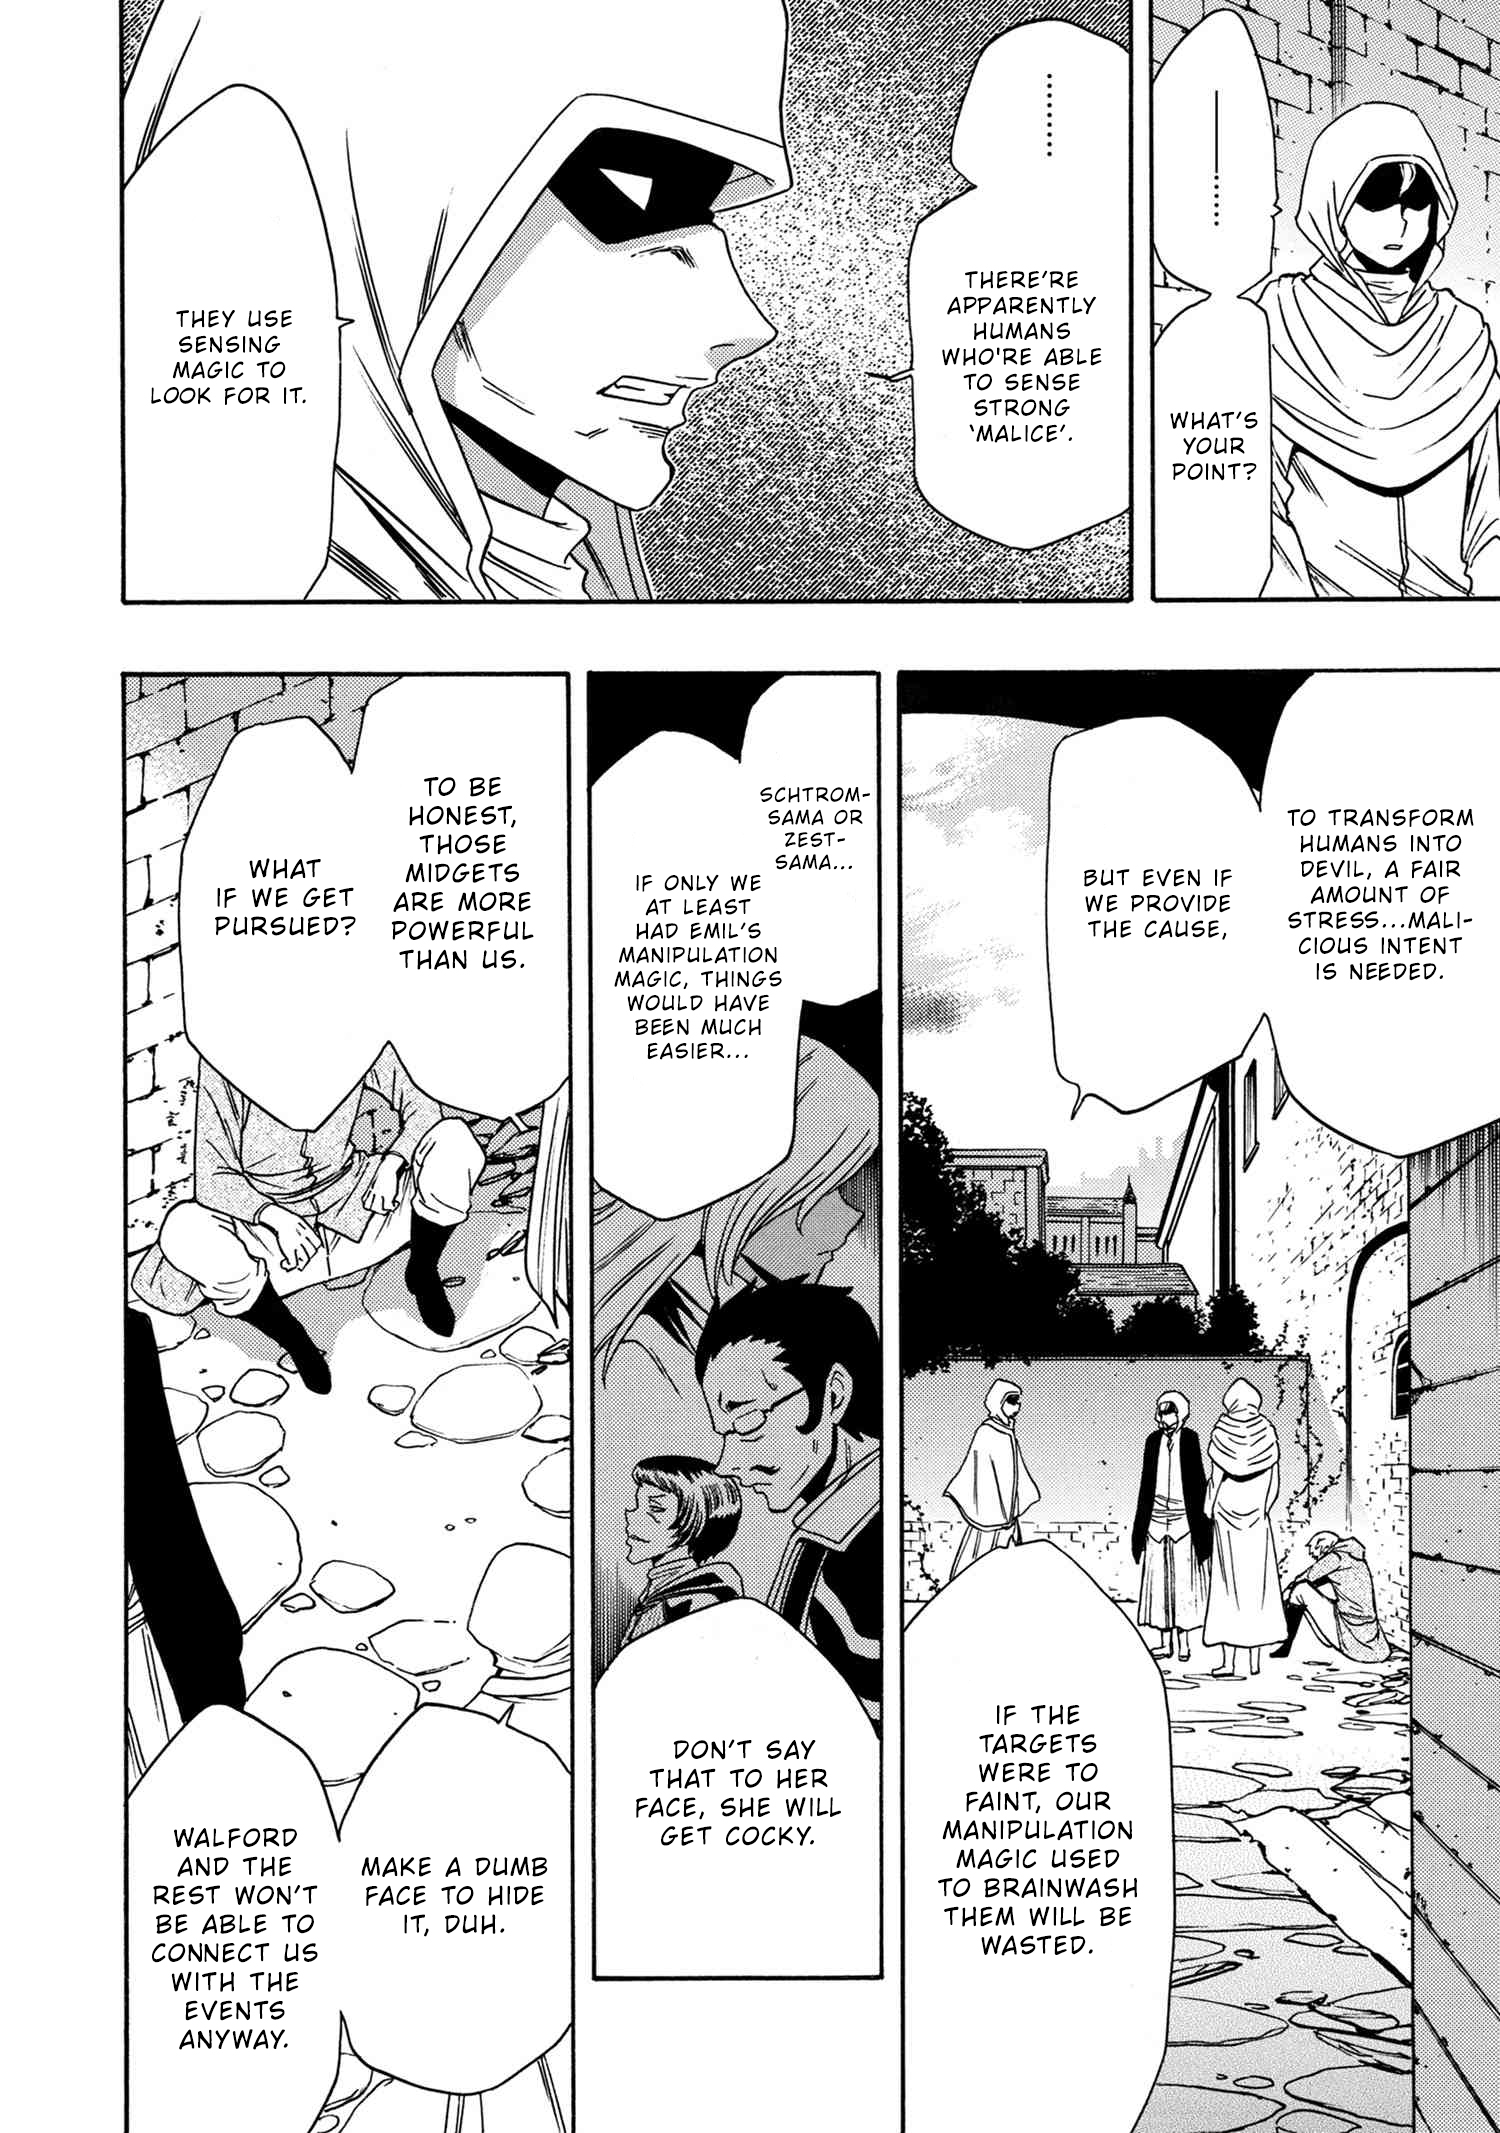 WHAT'S
YOUR
POINT?
THERE'RE
APPARENTLY
HUMANS
WHO'RE ABLE
TO SENSE
STRONG
'MALICE'.
THEY USE
SENSING
MAGIC TO
LOOK FOR IT.
TO TRANSFORM
HUMANS INTO
DEVIL, A FAIR
AMOUNT OF
STRESS...MALI-
CIOUS INTENT
IS NEEDED.
BUT EVEN IF
WE PROVIDE
THE CAUSE,
IF THE
TARGETS
WERE TO
FAINT, OUR
MANIPULATION
MAGIC USED
TO BRAINWASH
THEM WILL BE
WASTED.
SCHTROM-
SAMA OR
ZEST-
SAMA...
IF ONLY WE
AT LEAST
HAD EMIL'S
MANIPULATION
MAGIC, THINGS
WOULD HAVE
BEEN MUCH
EASIER...
DON'T SAY
THAT TO HER
FACE, SHE WILL
GET COCKY.
TO BE
HONEST,
THOSE
MIDGETS
ARE MORE
POWERFUL
THAN US.
WHAT
IF WE GET
PURSUED?
MAKE A DUMB
FACE TO HIDE
IT, DUH.
WALFORD
AND THE
REST WON'T
BE ABLE TO
CONNECT US
WITH THE
EVENTS
ANYWAY.